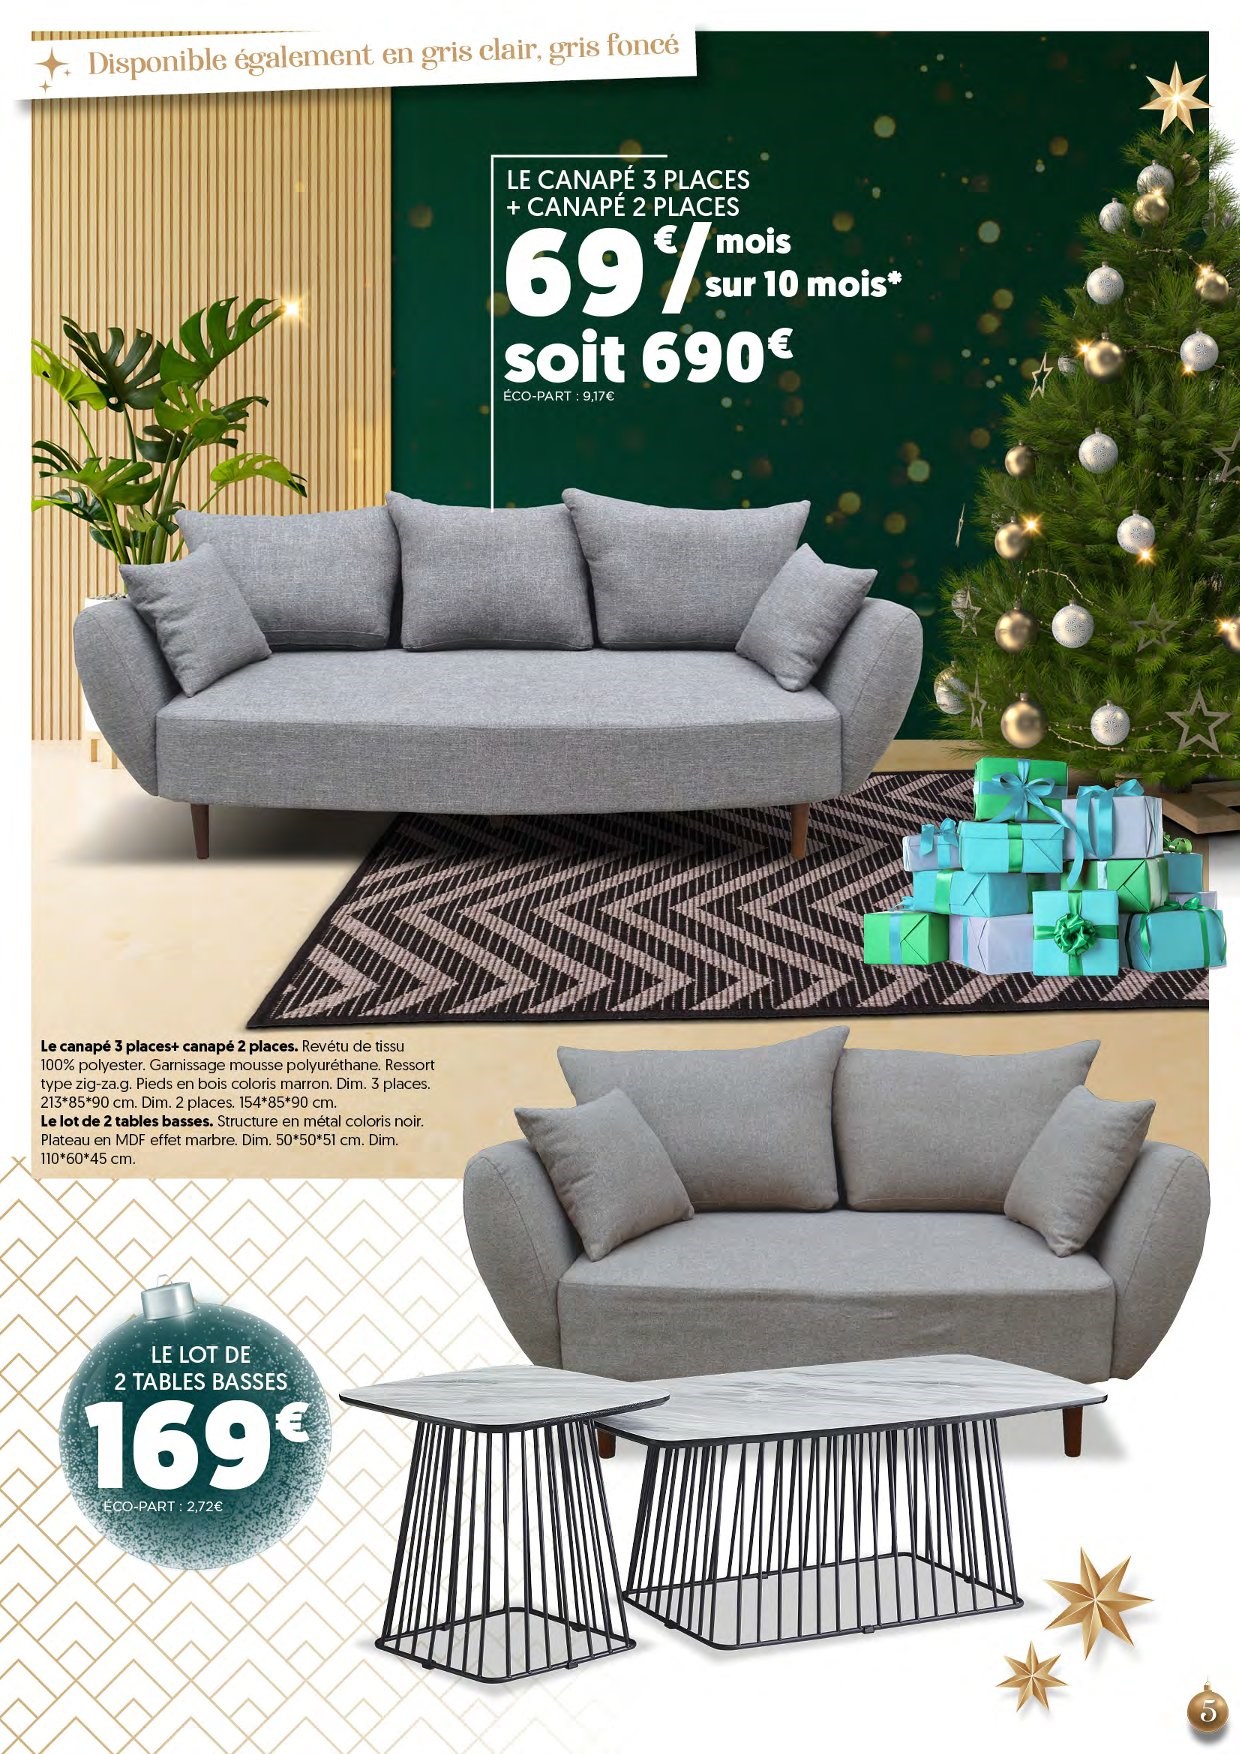 Disponible également en gris clair, gris foncé
LE CANAPÉ 3 PLACES
+ CANAPÉ 2 PLACES
69€/mois
sur 10 mois*
soit 690€
ÉCO-PART : 9,17€
Le canapé 3 places+ canapé 2 places. Revétu de tissu
100% polyester. Garnissage mousse polyuréthane. Ressort
type zig-za.g. Pieds en bois coloris marron. Dim. 3 places.
213*85*90 cm. Dim. 2 places. 154*85*90 cm.
Le lot de 2 tables basses. Structure en métal coloris noir.
Plateau en MDF effet marbre. Dim. 50*50*51 cm. Dim.
110*60*45 cm.
LE LOT DE
2 TABLES BASSES
169€
ÉCO-PART : 2,72€
5